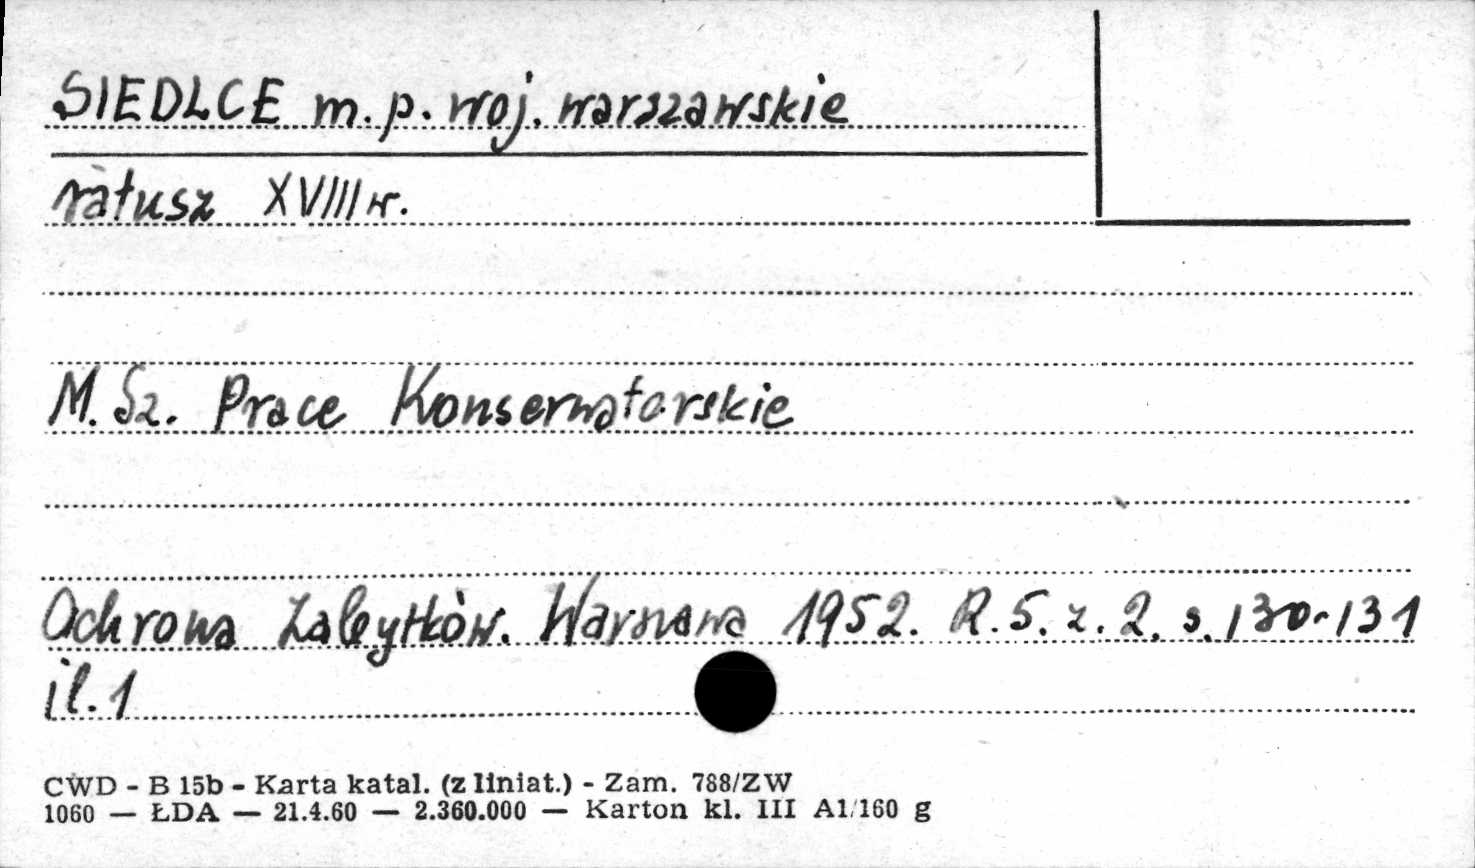 SIEDLCE m. p. woj. warszawskie
ratusz XVIII w.
M. Sz. Prace Konserwatorskie
Ochrona Zabytków. Warszawa 1952. R. 5. z. 2. s. 130-131
il. 1
CWD - B 15b - Karta katal. (z liniat.) - Zam. 788/ZW
1060 — ŁDA — 21.4.60 — 2.360.000 — Karton kl. III A1/160 g